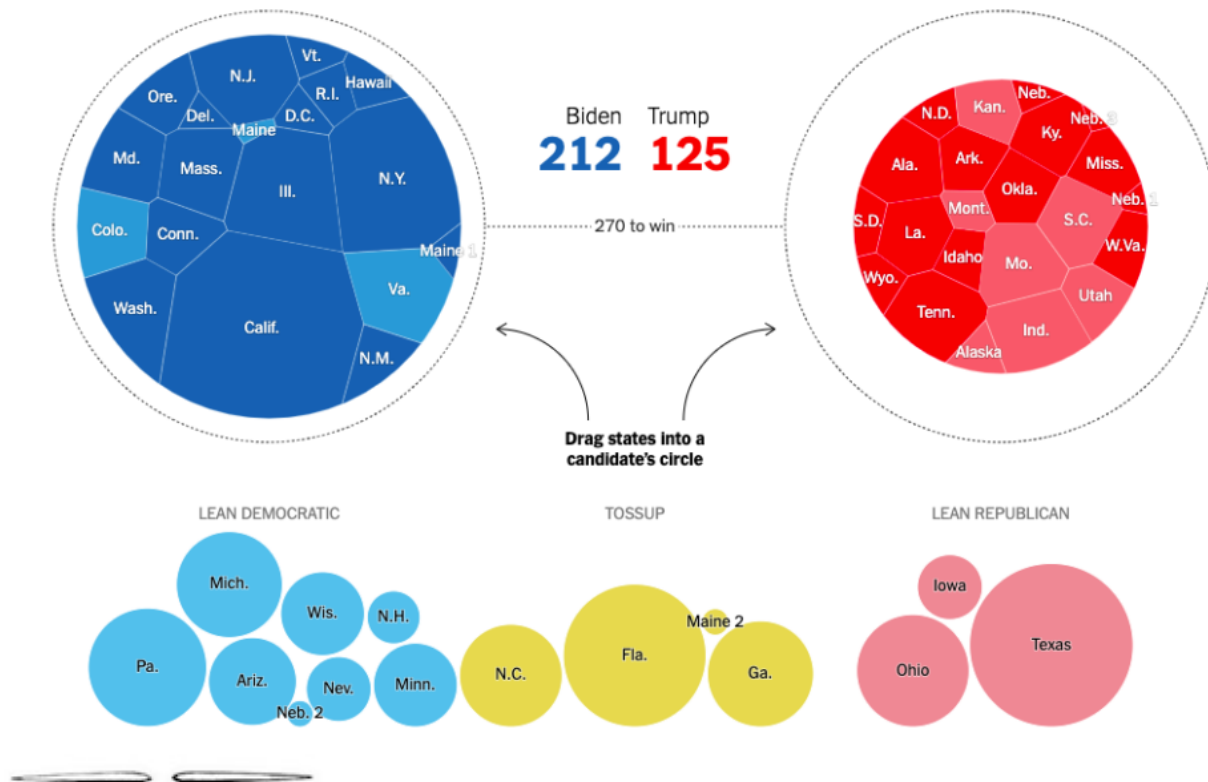 Vt.
N.J.
Hawaii
Ore.
R.I.
Del.
D.C.
Maine
Md.
Mass.
Ill.
N.Y.
Colo.
Conn.
Maine 1
Va.
Wash.
Calif.
N.M.
Biden Trump
212 125
270 to win
Neb.
Kan.
N.D.
Neb. 3
Ky.
Ala.
Ark.
Miss.
Okla.
Neb. 1
Mont.
S.D.
S.C.
La.
W.Va.
Idaho
Mo.
Wyo.
Utah
Tenn.
Ind.
Alaska
Drag states into a
candidate's circle
LEAN DEMOCRATIC
Mich.
Wis.
N.H.
Pa.
Ariz.
Nev.
Minn.
Neb. 2
TOSSUP
Maine 2
Fla.
N.C.
Ga.
LEAN REPUBLICAN
Iowa
Texas
Ohio